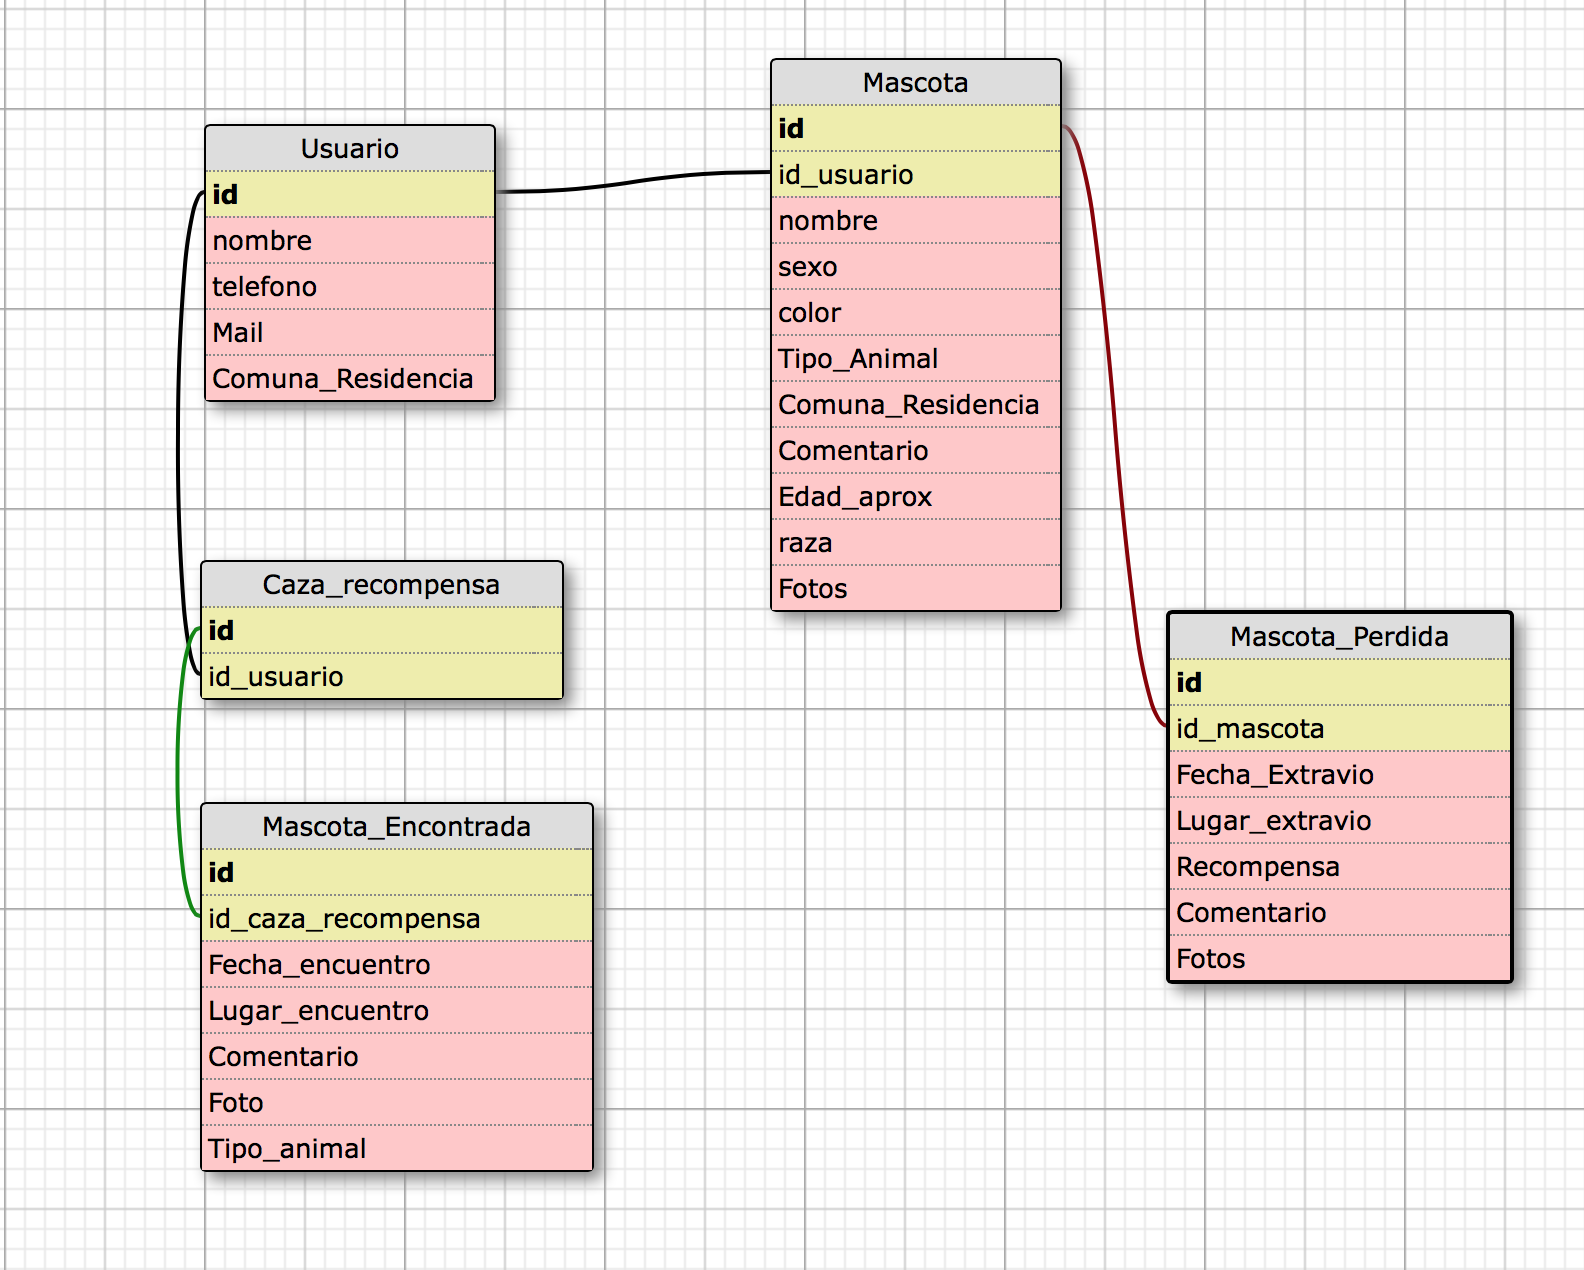 Usuario
id
nombre
telefono
Mail
Comuna_Residencia
Mascota
id
id_usuario
nombre
sexo
color
Tipo_Animal
Comuna_Residencia
Comentario
Edad_aprox
raza
Fotos
Caza_recompensa
id
id_usuario
Mascota_Perdida
id
id_mascota
Fecha_Extravio
Lugar_extravio
Recompensa
Comentario
Fotos
Mascota_Encontrada
id
id_caza_recompensa
Fecha_encuentro
Lugar_encuentro
Comentario
Foto
Tipo_animal